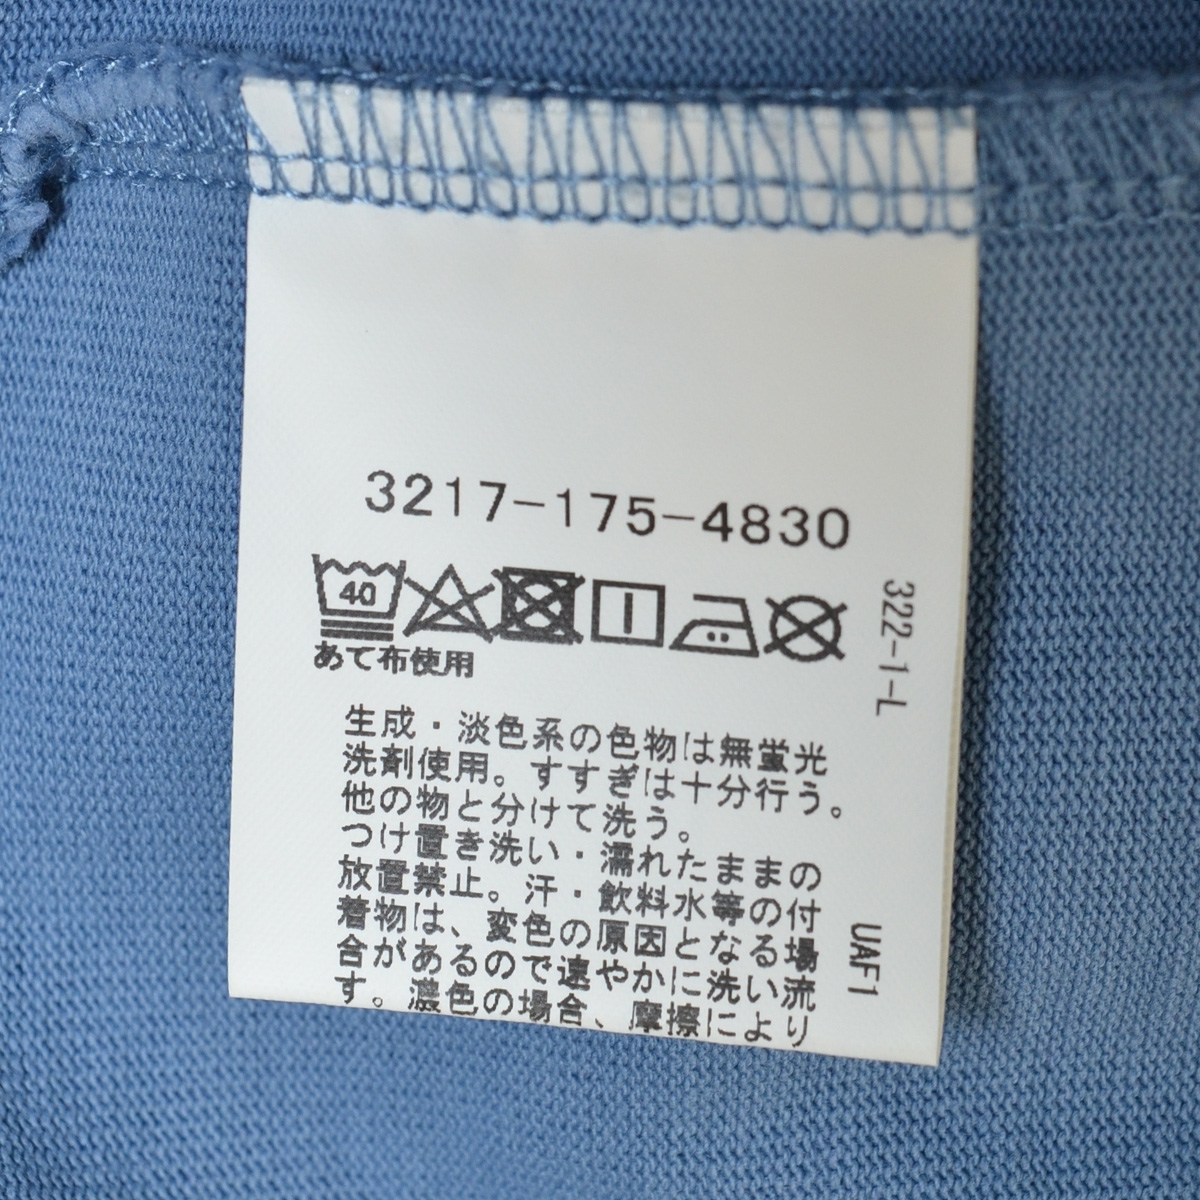 3217-175-4830
40
あて布使用
生成・淡色系の色物は無蛍光
洗剤使用。すすぎは十分行う。
他の物と分けて洗う。
つけ置き洗い・濡れたままの
放置禁止。汗・飲料水等の付
着物は、変色の原因となる場
合があるので速やかに洗い流
す。濃色の場合、摩擦により
322-1-L
UAF1